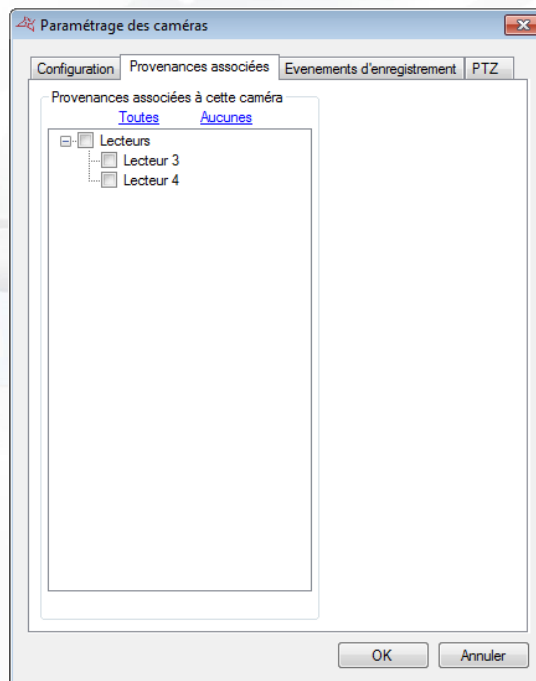 Paramétrage des caméras
Configuration Provenances associées Evenements d'enregistrement PTZ
Provenances associées à cette caméra
Toutes Aucunes
Lecteurs
Lecteur 3
Lecteur 4
OK Annuler